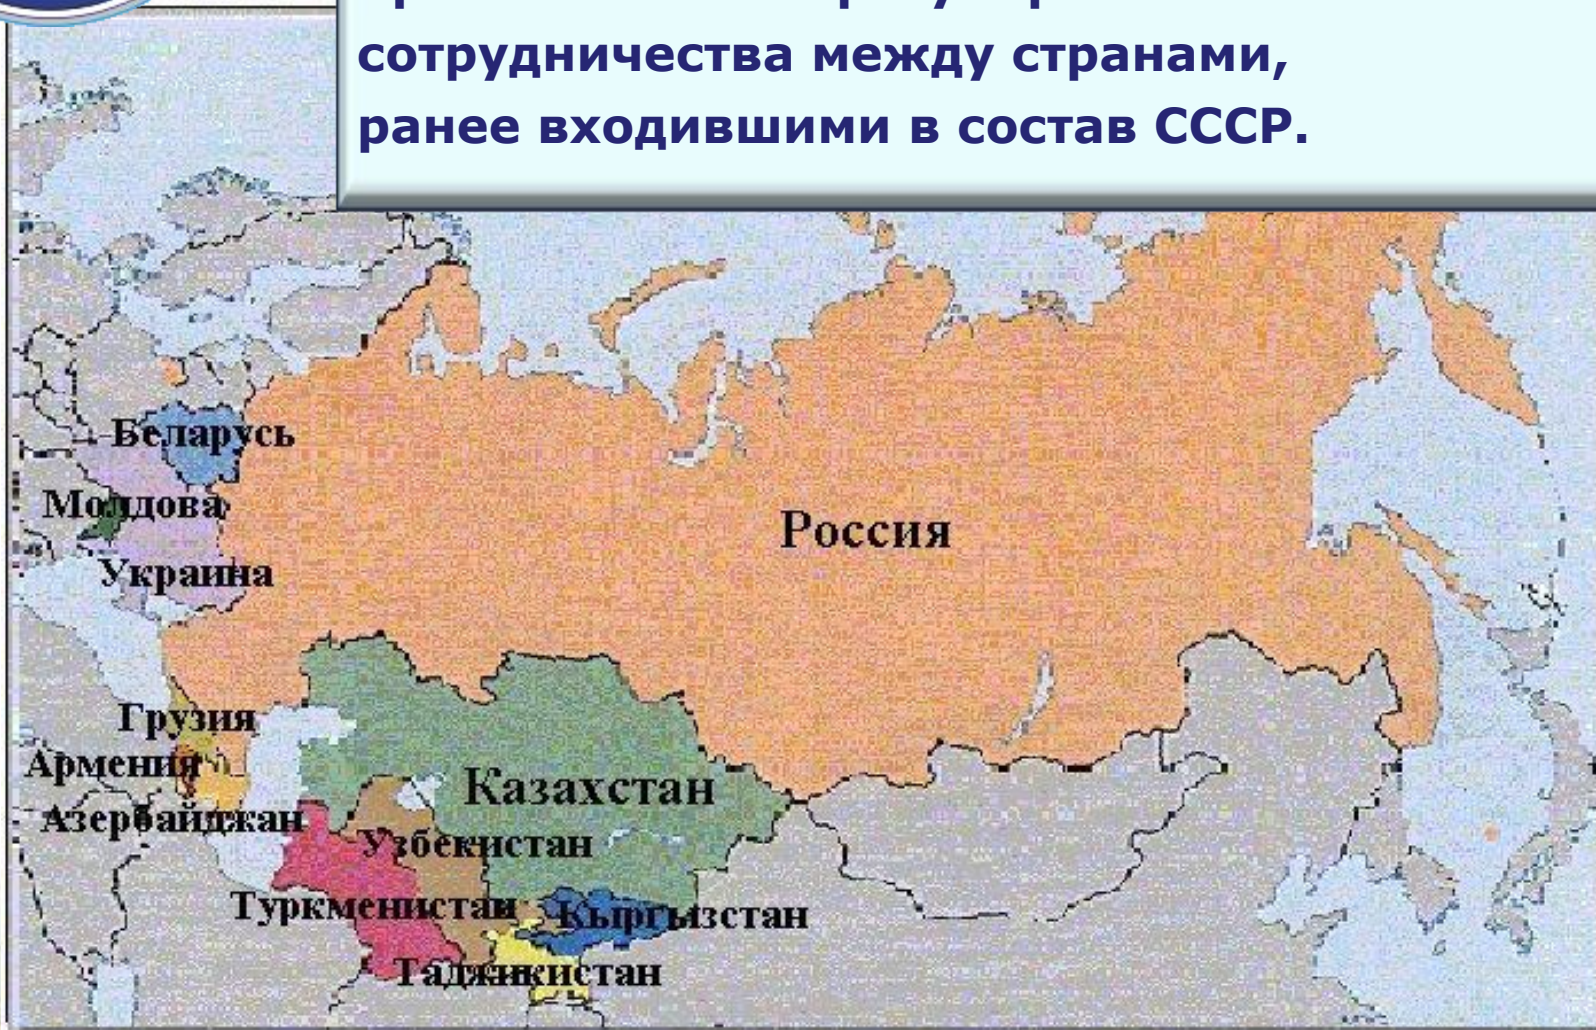 сотрудничества между странами,
ранее входившими в состав СССР.
Беларусь
Молдова
Россия
Украина
Грузия
Армения
Казахстан
Азербайджан
Узбекистан
Туркменистан
Кыргызстан
Таджикистан